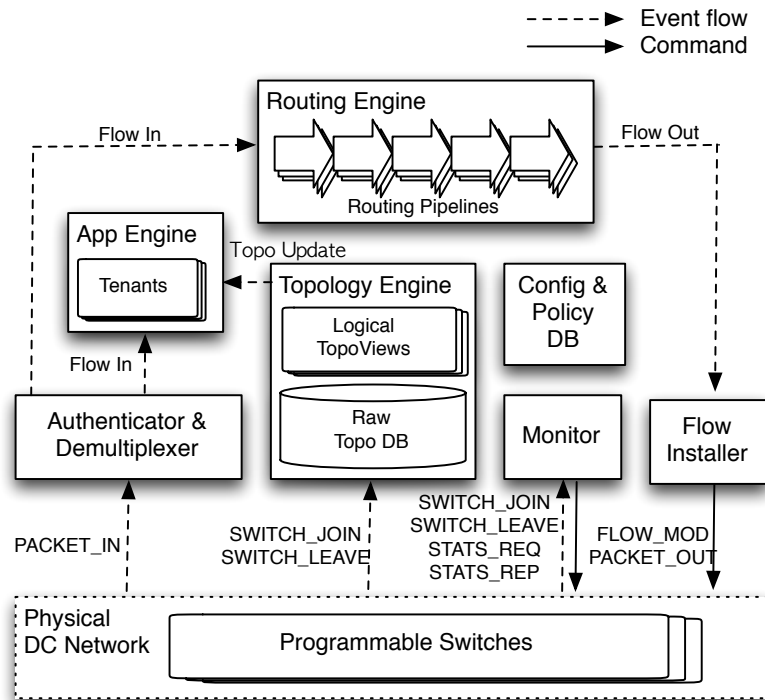 Event flow
Command
Routing Engine
Flow In
Flow Out
Routing Pipelines
App Engine
Topo Update
Tenants
Topology Engine
Config &
Policy
DB
Logical
TopoViews
Flow In
Authenticator &
Demultiplexer
Raw
Topo DB
Monitor
Flow
Installer
PACKET_IN
SWITCH_JOIN
SWITCH_LEAVE
SWITCH_JOIN
SWITCH_LEAVE
STATS_REQ
STATS_REP
FLOW_MOD
PACKET_OUT
Physical
DC Network
Programmable Switches